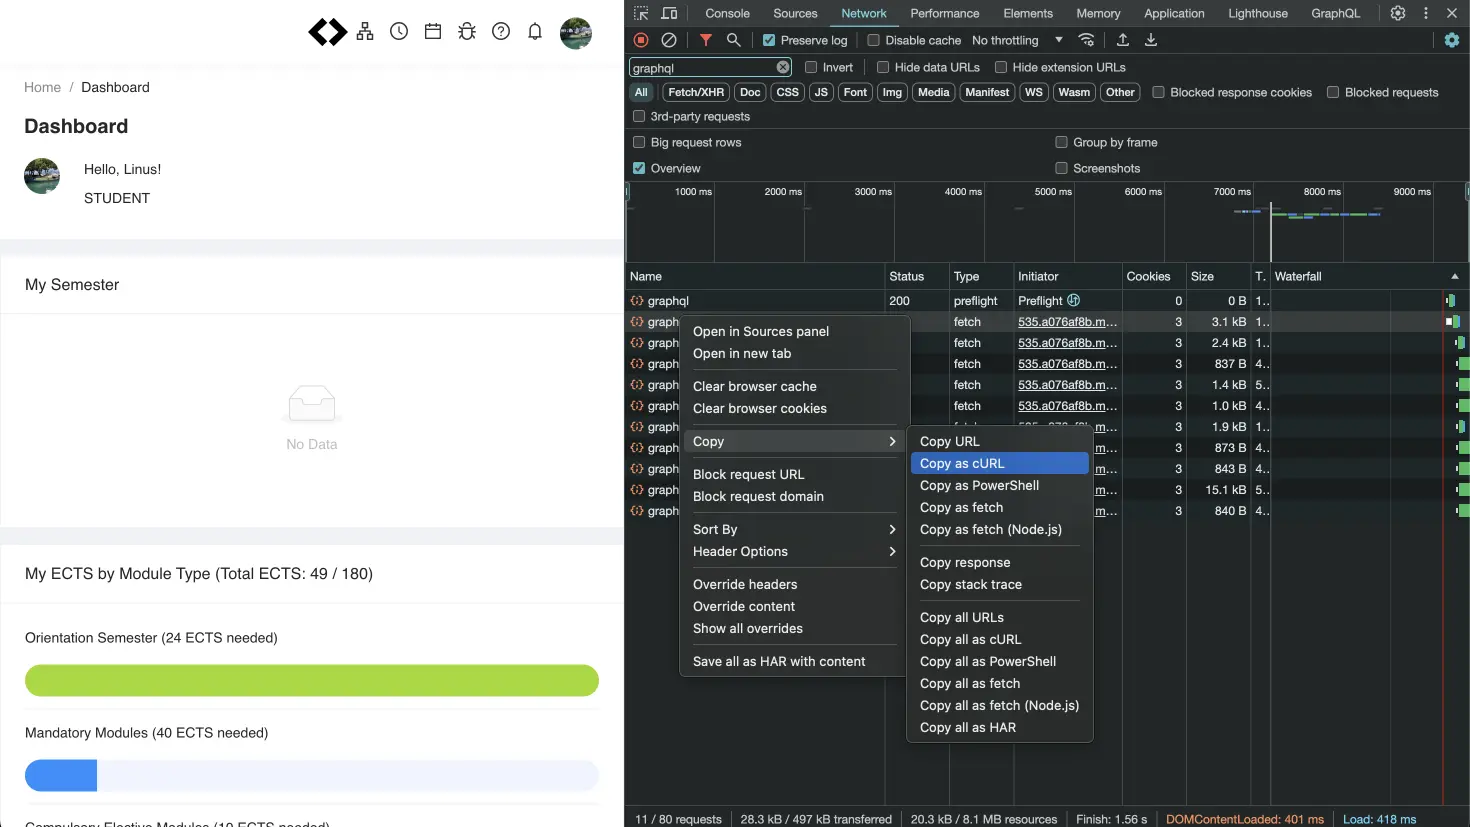 Home / Dashboard
Dashboard
Hello, Linus!
STUDENT
My Semester
No Data
My ECTS by Module Type (Total ECTS: 49 / 180)
Orientation Semester (24 ECTS needed)
Mandatory Modules (40 ECTS needed)
Compulsory Elective Modules (10 ECTS needed)
Console Sources Network Performance Elements Memory Application Lighthouse GraphQL
Preserve log Disable cache No throttling
graphql Invert Hide data URLs Hide extension URLs
All Fetch/XHR Doc CSS JS Font Img Media Manifest WS Wasm Other Blocked response cookies Blocked requests
3rd-party requests
Big request rows Group by frame
Overview Screenshots
1000 ms 2000 ms 3000 ms 4000 ms 5000 ms 6000 ms 7000 ms 8000 ms 9000 ms
Name Status Type Initiator Cookies Size T. Waterfall
graphql 200 preflight Preflight 0 0 B 1..
graph fetch 535.a076af8b.m... 3 3.1 kB 1..
graph fetch 535.a076af8b.m... 3 2.4 kB 1..
graph fetch 535.a076af8b.m... 3 837 B 4..
graph fetch 535.a076af8b.m... 3 1.4 kB 5..
graph fetch 535.a076af8b.m... 3 1.0 kB 4..
graph 3 1.9 kB 1..
graph m... 3 873 B 4..
graph m... 3 843 B 4..
graph m... 3 15.1 kB 5..
graph m... 3 840 B 4..
Open in Sources panel
Open in new tab
Clear browser cache
Clear browser cookies
Copy
Block request URL
Block request domain
Sort By
Header Options
Override headers
Override content
Show all overrides
Save all as HAR with content
Copy URL
Copy as cURL
Copy as PowerShell
Copy as fetch
Copy as fetch (Node.js)
Copy response
Copy stack trace
Copy all URLs
Copy all as cURL
Copy all as PowerShell
Copy all as fetch
Copy all as fetch (Node.js)
Copy all as HAR
11 / 80 requests 28.3 kB / 497 kB transferred 20.3 kB / 8.1 MB resources Finish: 1.56 s DOMContentLoaded: 401 ms Load: 418 ms